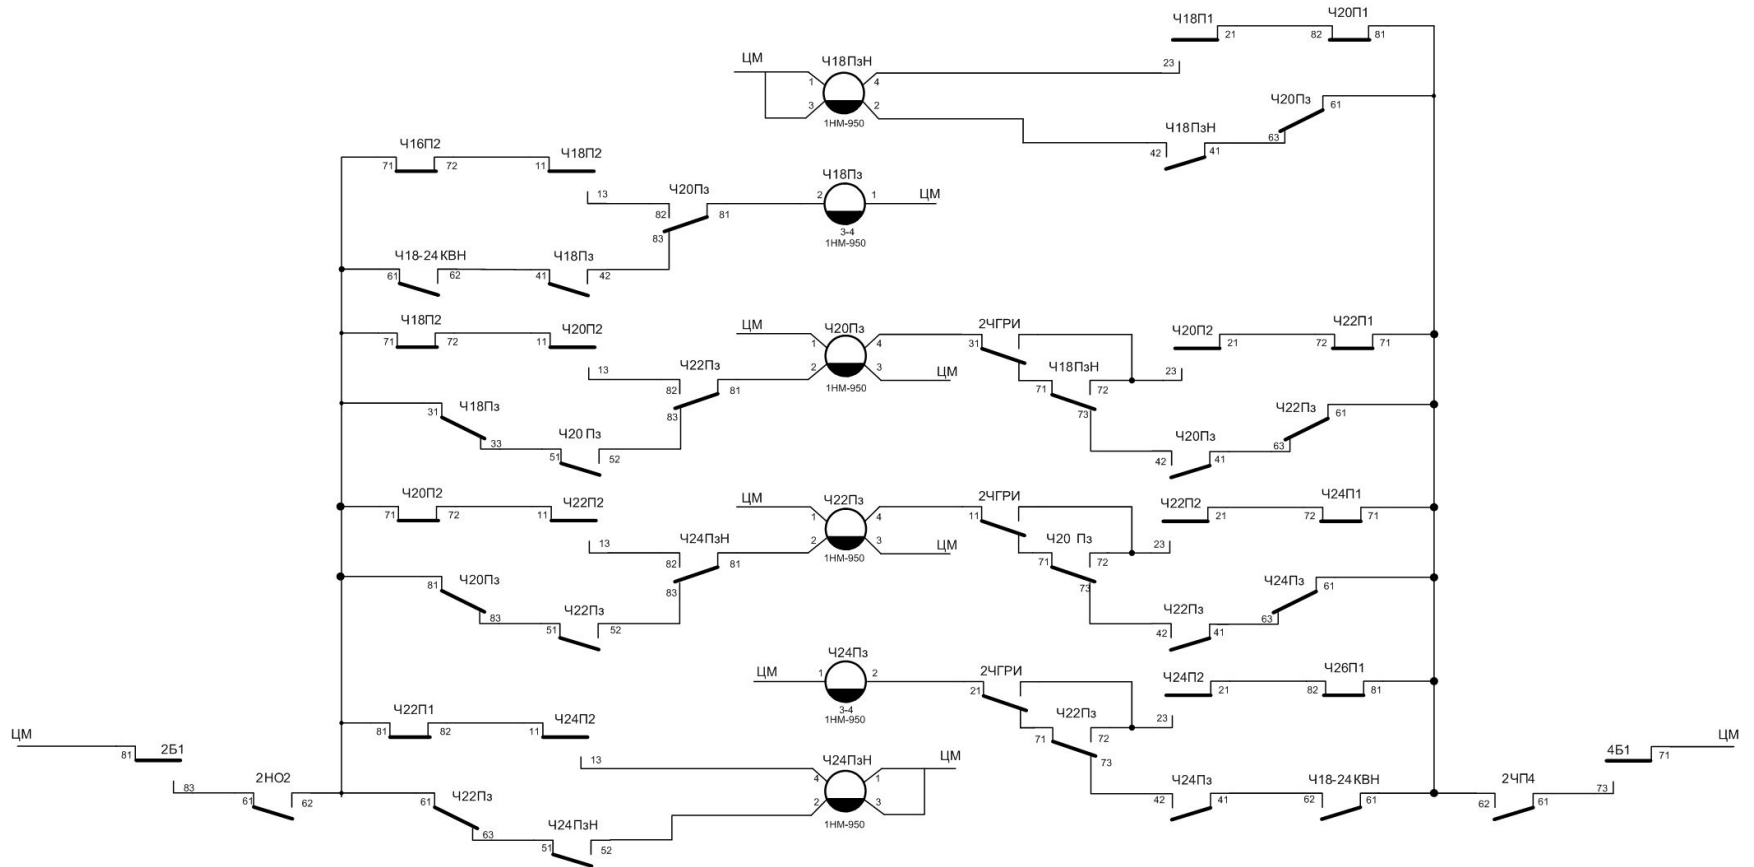 Ч18П1 Ч20П1
21 82 81
ЦМ Ч18ПзН
23
1 4
3 2
1НМ-950
Ч20Пз
61
63
Ч18ПзН
42 41
Ч16П2 Ч18П2
71 72 11
13
Ч20Пз
82 81
83
Ч18Пз
2 1 ЦМ
3-4
1НМ-950
Ч18-24 КВН Ч18Пз
61 62 41 42
Ч18П2 Ч20П2
71 72 11
13
Ч22Пз
82 81
83
ЦМ Ч20Пз
1 4
2 3 ЦМ
1НМ-950
2ЧГРИ
31
Ч18ПзН
71 72
73
Ч20П2 Ч22П1
21 72 71
23
Ч18Пз
31
33
Ч20 Пз
51 52
Ч22Пз
61
63
Ч20Пз
42 41
Ч20П2 Ч22П2
71 72 11
13
Ч24ПзН
82 81
83
ЦМ Ч22Пз
1 4
2 3 ЦМ
1НМ-950
2ЧГРИ
11
Ч20 Пз
71 72
73
Ч22П2 Ч24П1
21 72 71
23
Ч20Пз
81
83
Ч22Пз
51 52
Ч24Пз
61
63
Ч22Пз
42 41
Ч24Пз
ЦМ 1 2
3-4
1НМ-950
2ЧГРИ
21
Ч22Пз
71 72
73
Ч24П2 Ч26П1
21 82 81
23
Ч22П1 Ч24П2
81 82 11
13
ЦМ 2Б1
81
83
2НО2
61 62
Ч22Пз
61
63
Ч24ПзН
51 52
Ч24ПзН ЦМ
4 1
2 3
1НМ-950
Ч24Пз Ч18-24 КВН
42 41 62 61
2ЧП4
62 61
4Б1 ЦМ
71
73